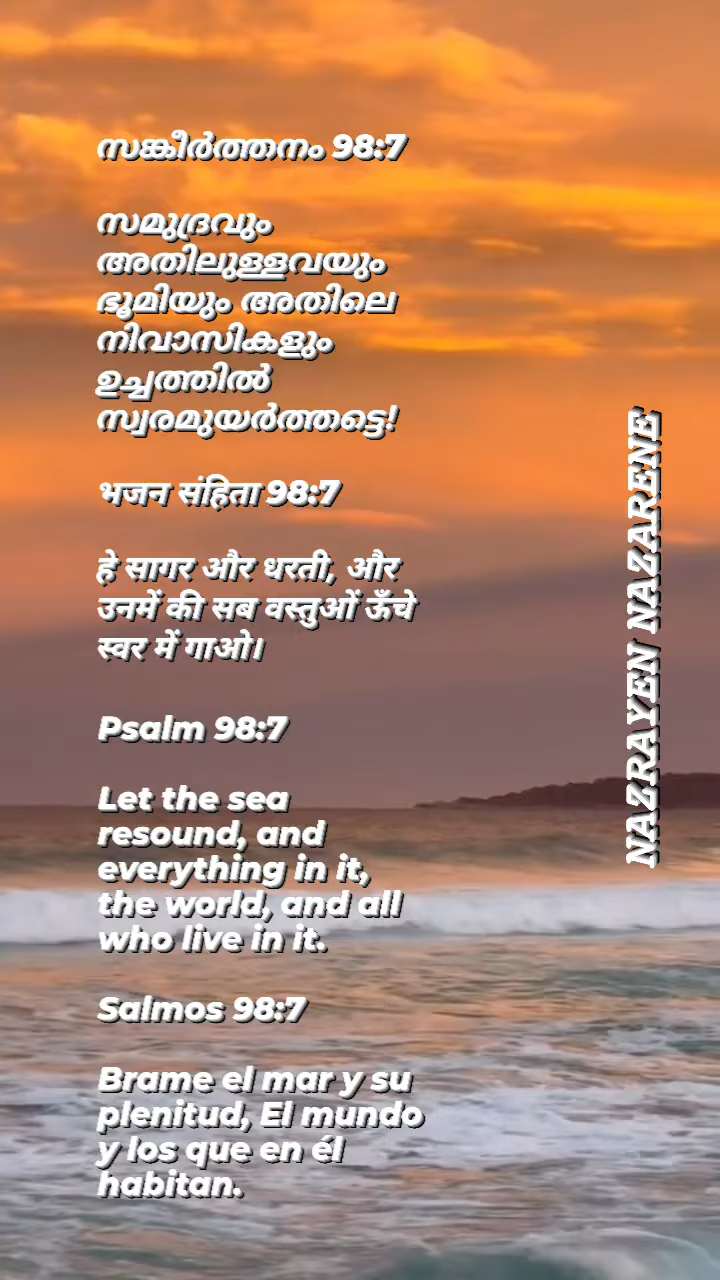 സങ്കീർത്തനം 98:7
സമുദ്രവും
അതിലുള്ളവയും
ഭൂമിയും അതിലെ
നിവാസികളും
ഉച്ചത്തിൽ
സ്വരമുയർത്തട്ടെ!
भजन संहिता 98:7
हे सागर और धरती, और
उनमें की सब वस्तुओं ऊँचे
स्वर में गाओ।
Psalm 98:7
Let the sea
resound, and
everything in it,
the world, and all
who live in it.
Salmos 98:7
Brame el mar y su
plenitud, El mundo
y los que en él
habitan.
NAZRAYEN NAZARENE